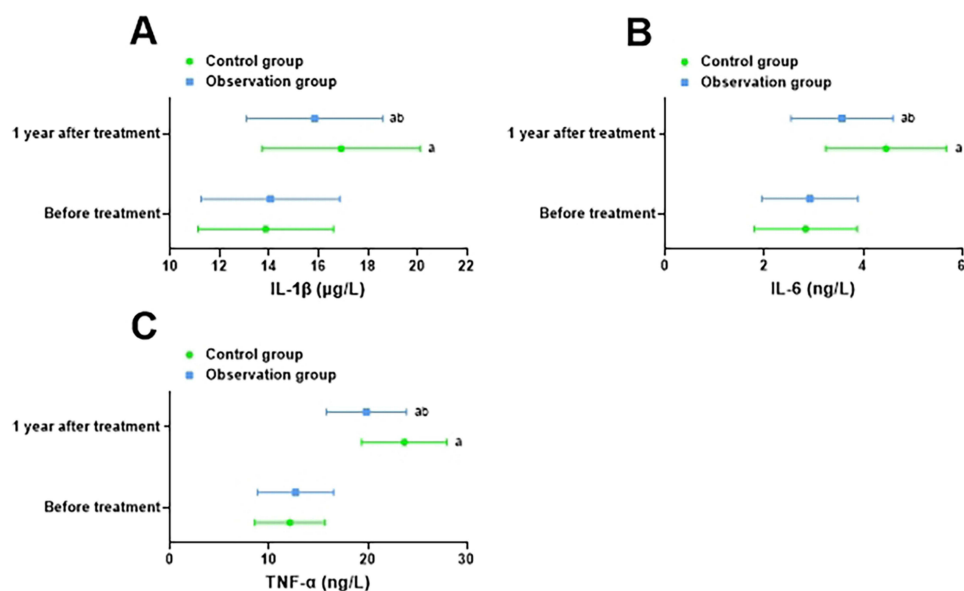 A
Control group
Observation group
1 year after treatment
ab
a
Before treatment
10 12 14 16 18 20 22
IL-1β (µg/L)
B
Control group
Observation group
1 year after treatment
ab
a
Before treatment
0 2 4 6
IL-6 (ng/L)
C
Control group
Observation group
1 year after treatment
ab
a
Before treatment
0 10 20 30
TNF-α (ng/L)